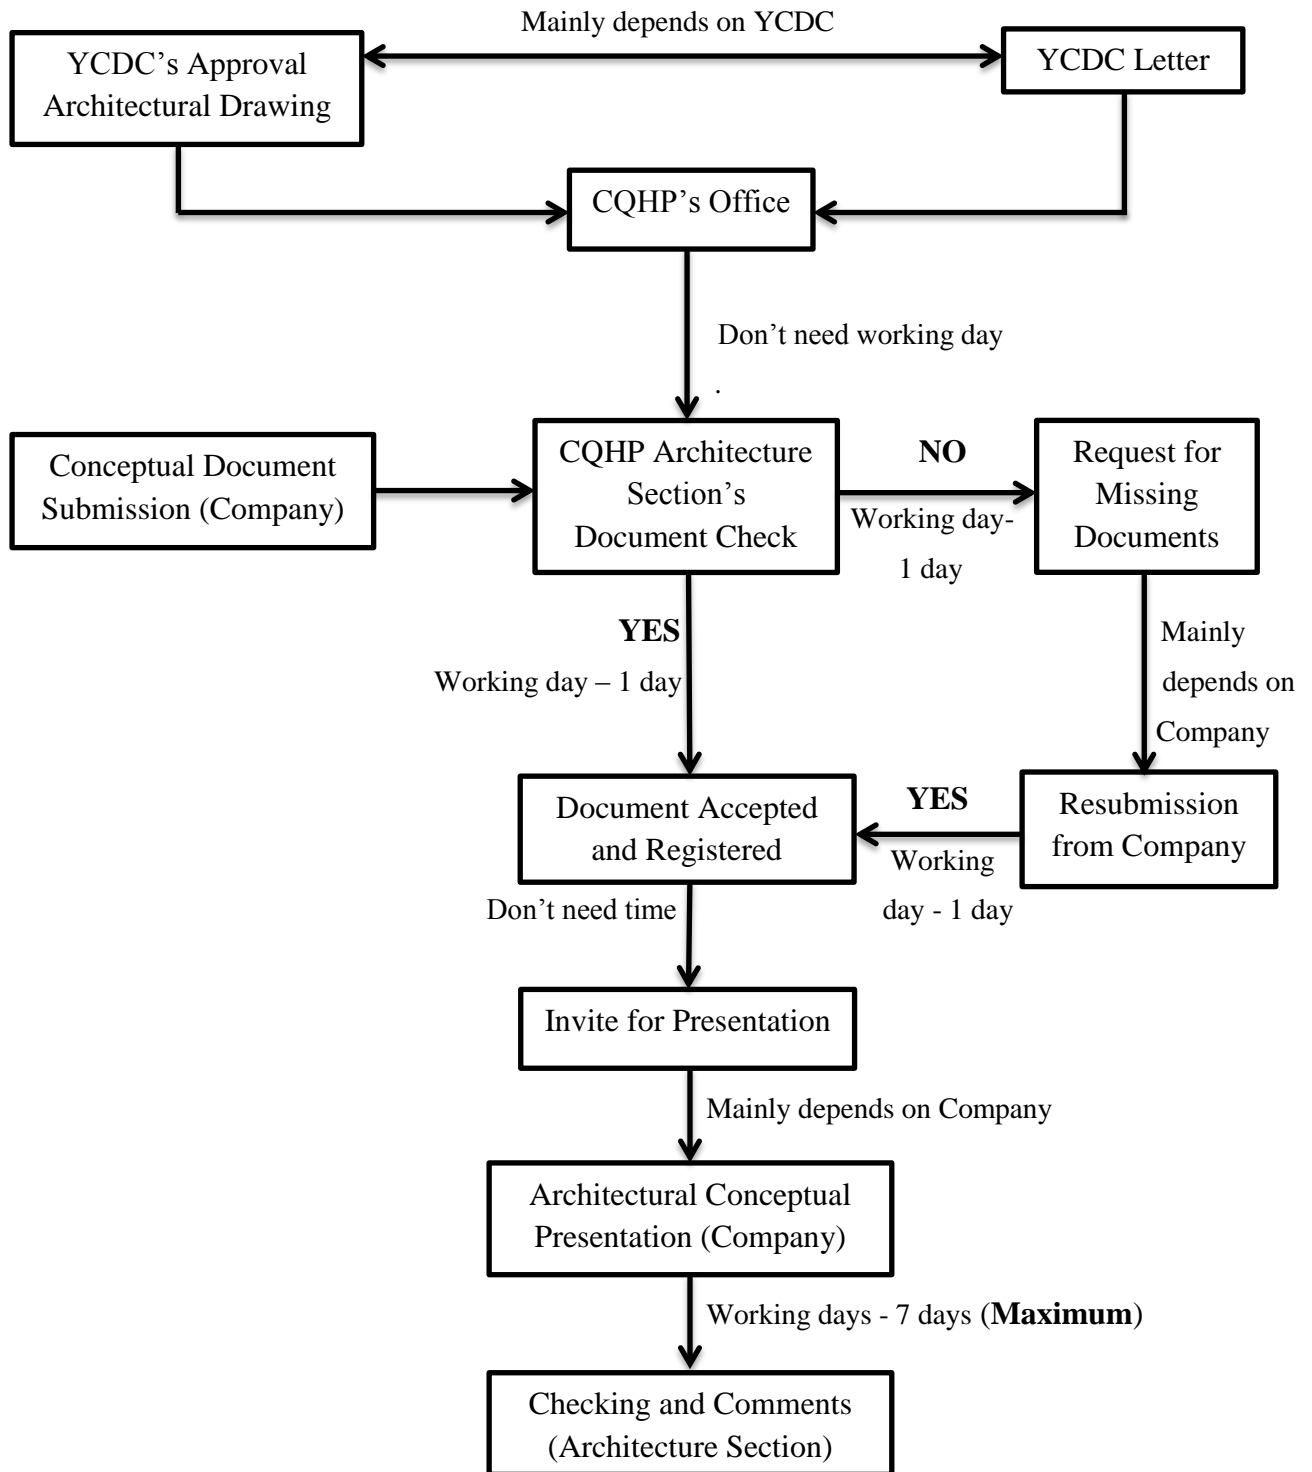 Mainly depends on YCDC
YCDC’s Approval
Architectural Drawing
YCDC Letter
CQHP’s Office
Don’t need working day
.
Conceptual Document
Submission (Company)
CQHP Architecture
Section’s
Document Check
NO
Working day-
1 day
Request for
Missing
Documents
YES
Working day – 1 day
Mainly
depends on
Company
Document Accepted
and Registered
YES
Working
day - 1 day
Resubmission
from Company
Don’t need time
Invite for Presentation
Mainly depends on Company
Architectural Conceptual
Presentation (Company)
Working days - 7 days (Maximum)
Checking and Comments
(Architecture Section)